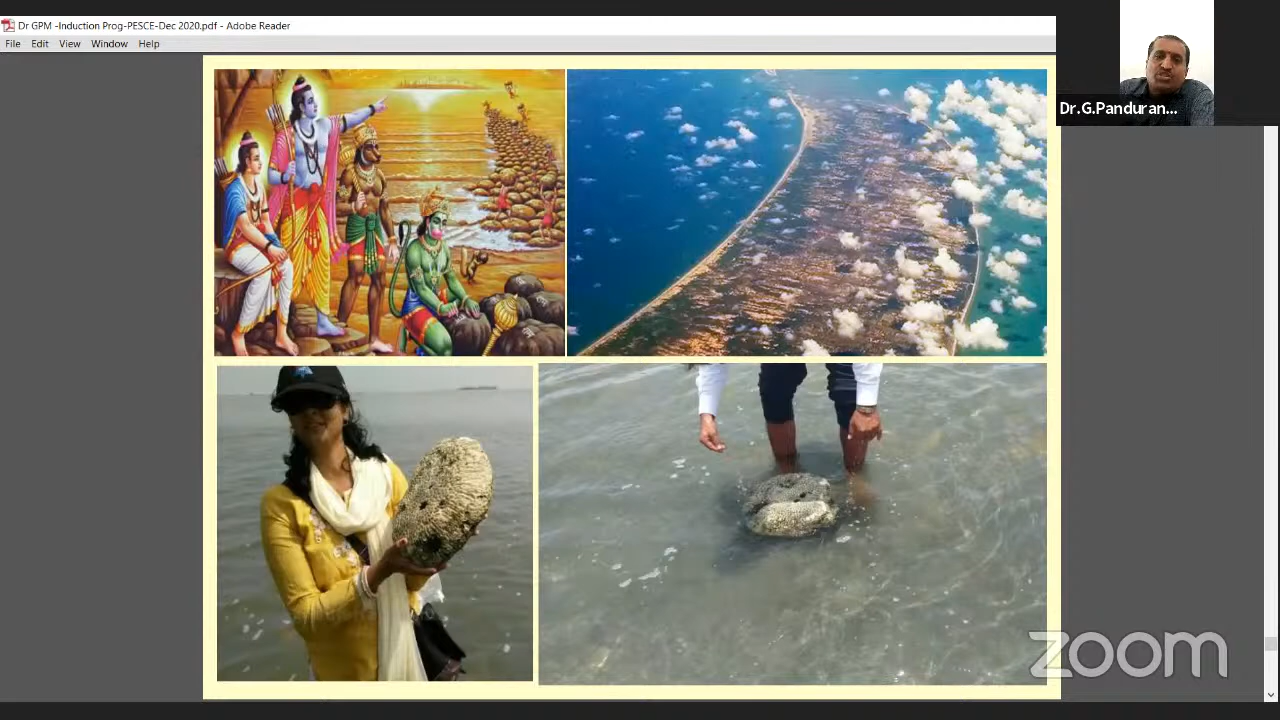 Dr GPM -Induction Prog-PESCE-Dec 2020.pdf - Adobe Reader
File Edit View Window Help
Dr.G.Panduran...
zoom